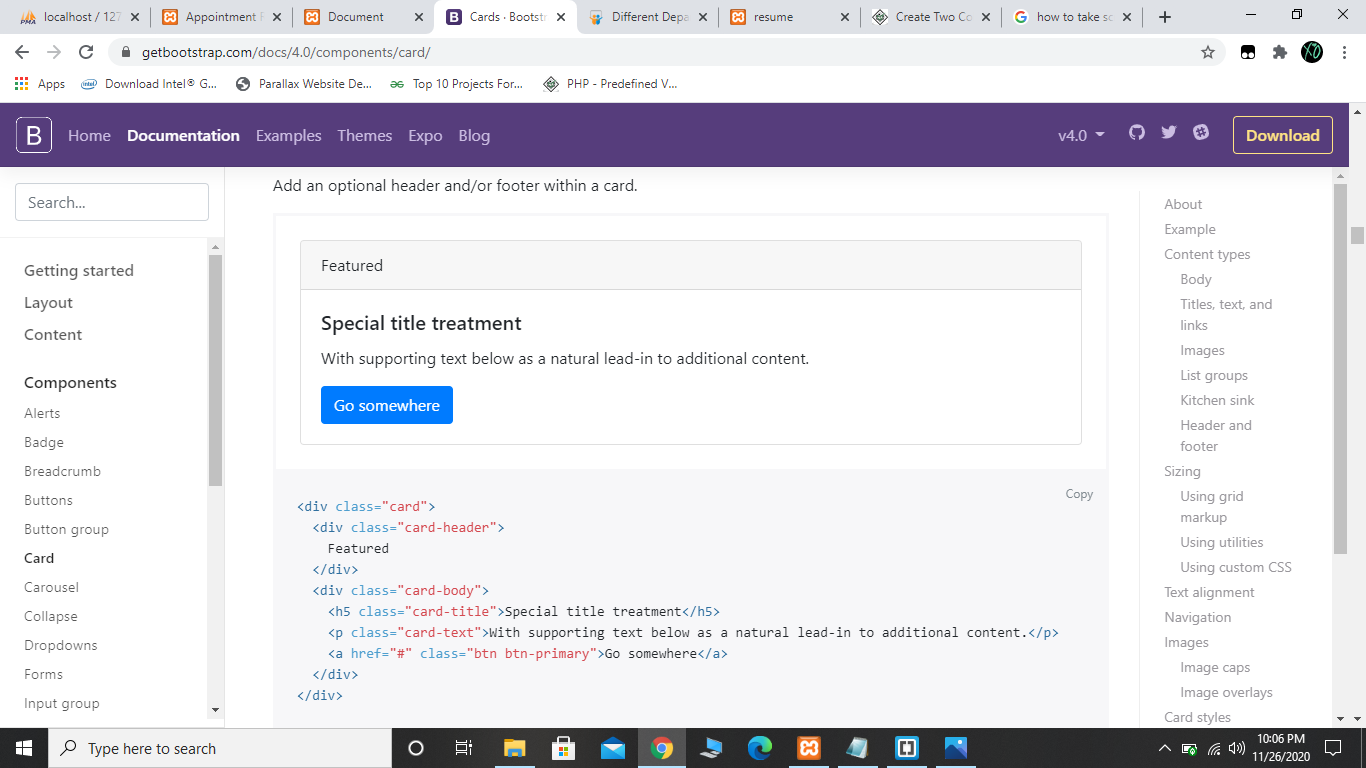 localhost / 127
Appointment F
Document
Cards · Bootstr
Different Depa
resume
Create Two Co
how to take sc
getbootstrap.com/docs/4.0/components/card/
Apps
Download Intel® G...
Parallax Website De...
Top 10 Projects For...
PHP - Predefined V...
B
Home
Documentation
Examples
Themes
Expo
Blog
v4.0
Download
Search...
Getting started
Layout
Content
Components
Alerts
Badge
Breadcrumb
Buttons
Button group
Card
Carousel
Collapse
Dropdowns
Forms
Input group
Add an optional header and/or footer within a card.
Featured
Special title treatment
With supporting text below as a natural lead-in to additional content.
Go somewhere
Copy
<div class="card">
  <div class="card-header">
    Featured
  </div>
  <div class="card-body">
    <h5 class="card-title">Special title treatment</h5>
    <p class="card-text">With supporting text below as a natural lead-in to additional content.</p>
    <a href="#" class="btn btn-primary">Go somewhere</a>
  </div>
</div>
About
Example
Content types
Body
Titles, text, and
links
Images
List groups
Kitchen sink
Header and
footer
Sizing
Using grid
markup
Using utilities
Using custom CSS
Text alignment
Navigation
Images
Image caps
Image overlays
Card styles
Type here to search
10:06 PM
11/26/2020